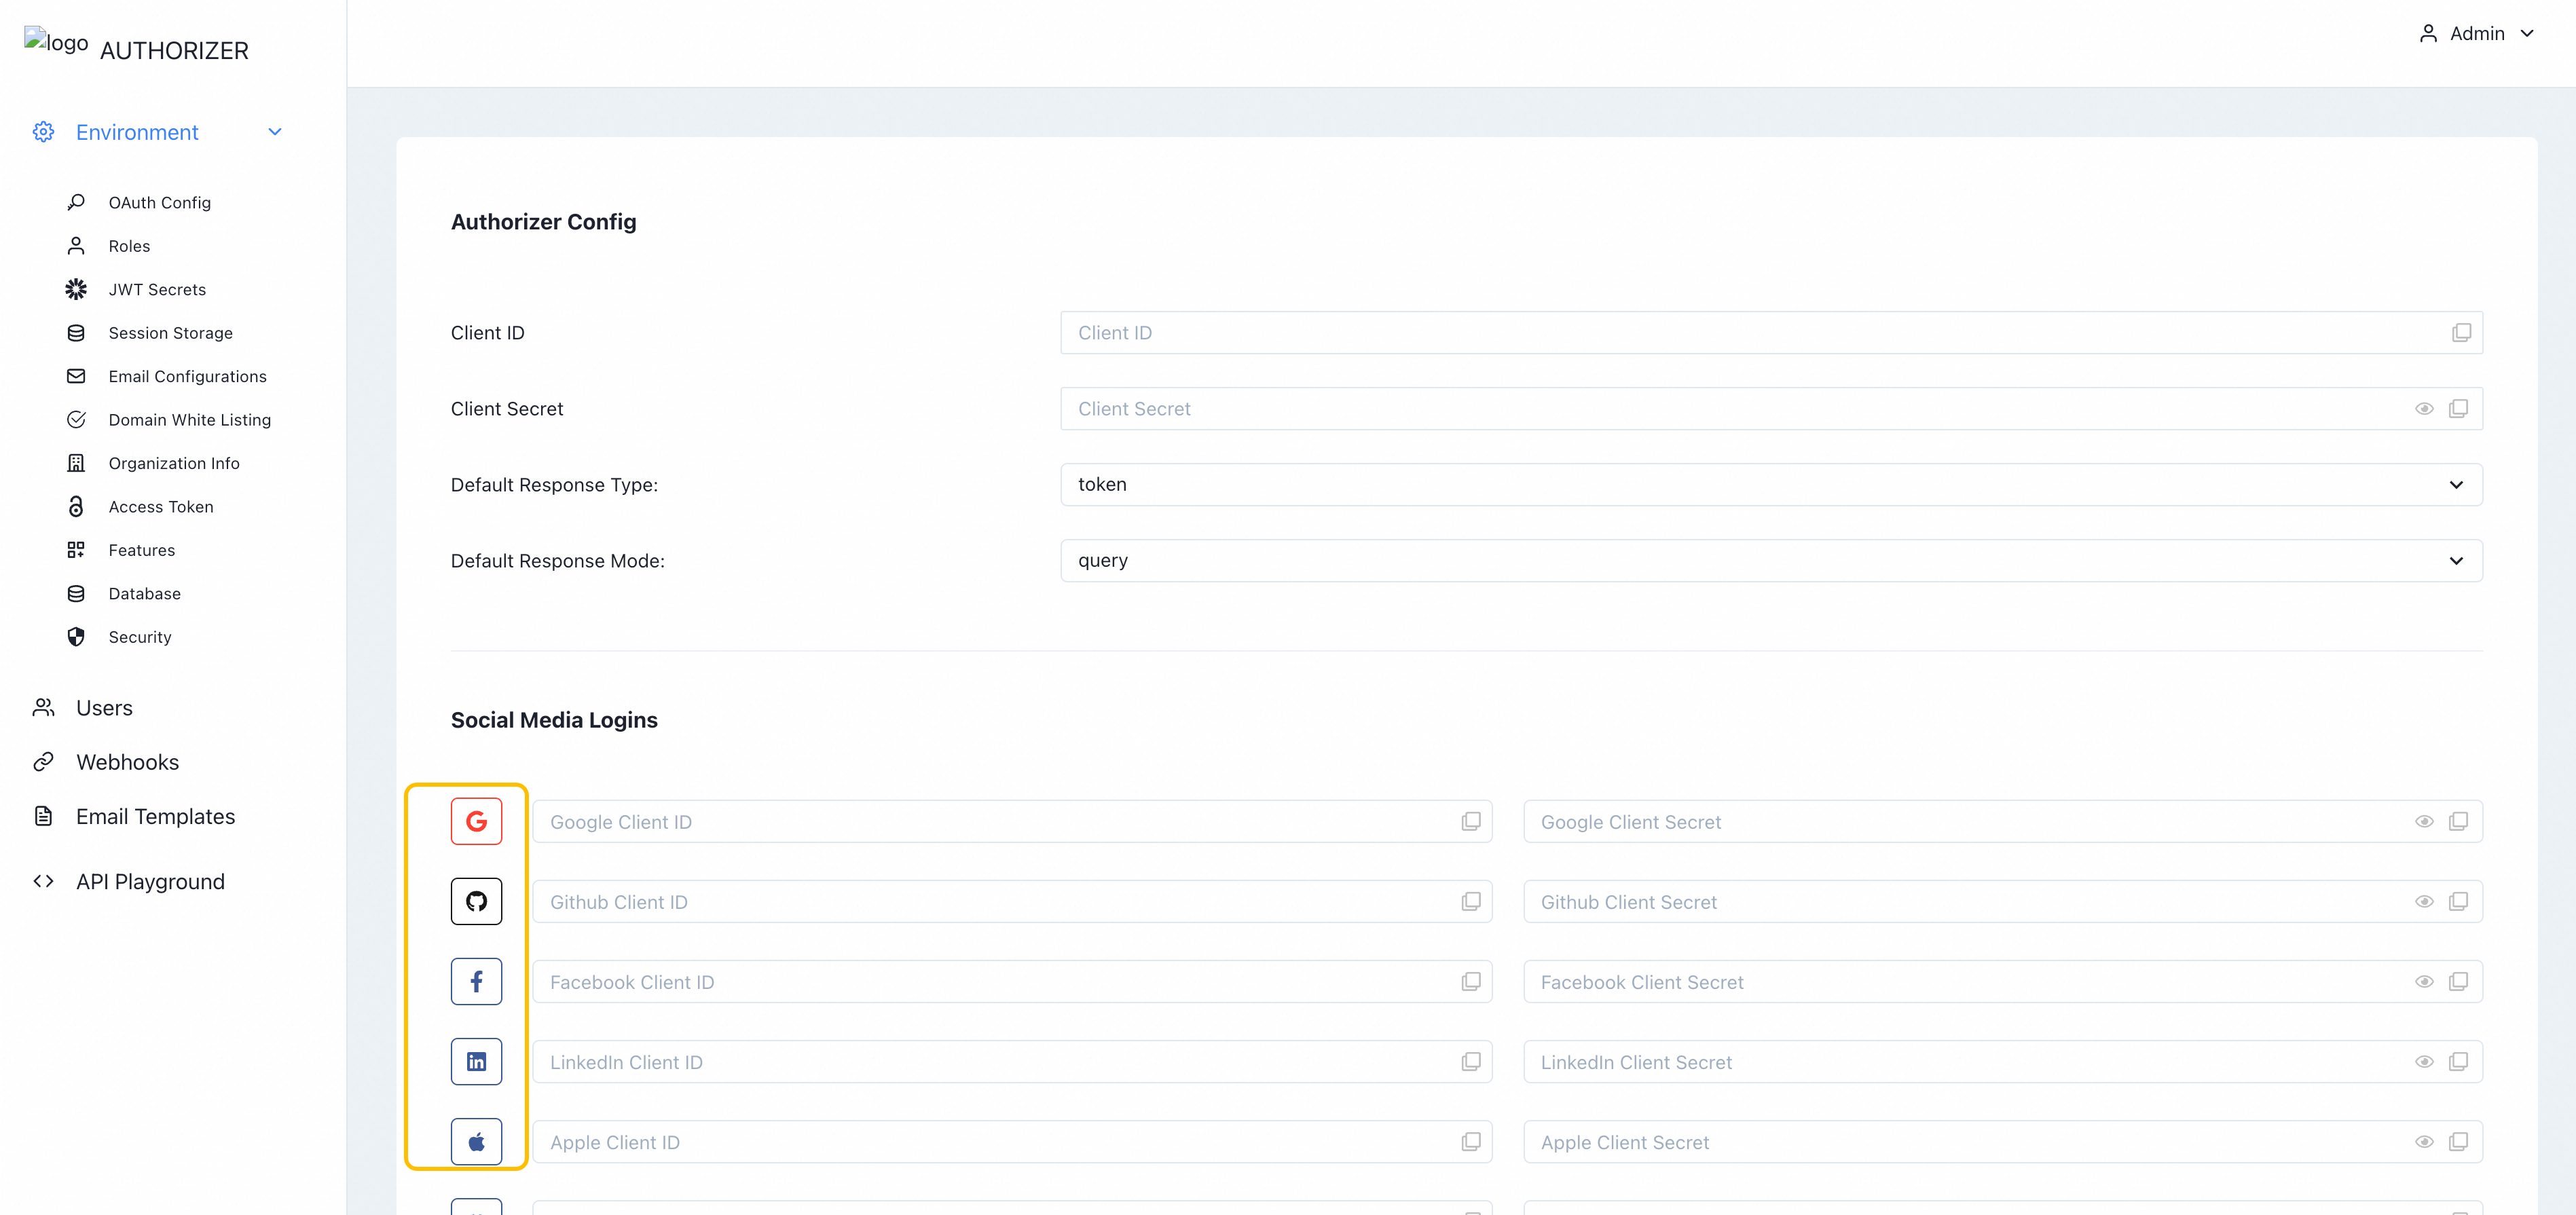 logo AUTHORIZER
Admin
Environment
OAuth Config
Roles
JWT Secrets
Session Storage
Email Configurations
Domain White Listing
Organization Info
Access Token
Features
Database
Security
Users
Webhooks
Email Templates
API Playground
Authorizer Config
Client ID Client ID
Client Secret Client Secret
Default Response Type: token
Default Response Mode: query
Social Media Logins
Google Client ID Google Client Secret
Github Client ID Github Client Secret
Facebook Client ID Facebook Client Secret
LinkedIn Client ID LinkedIn Client Secret
Apple Client ID Apple Client Secret